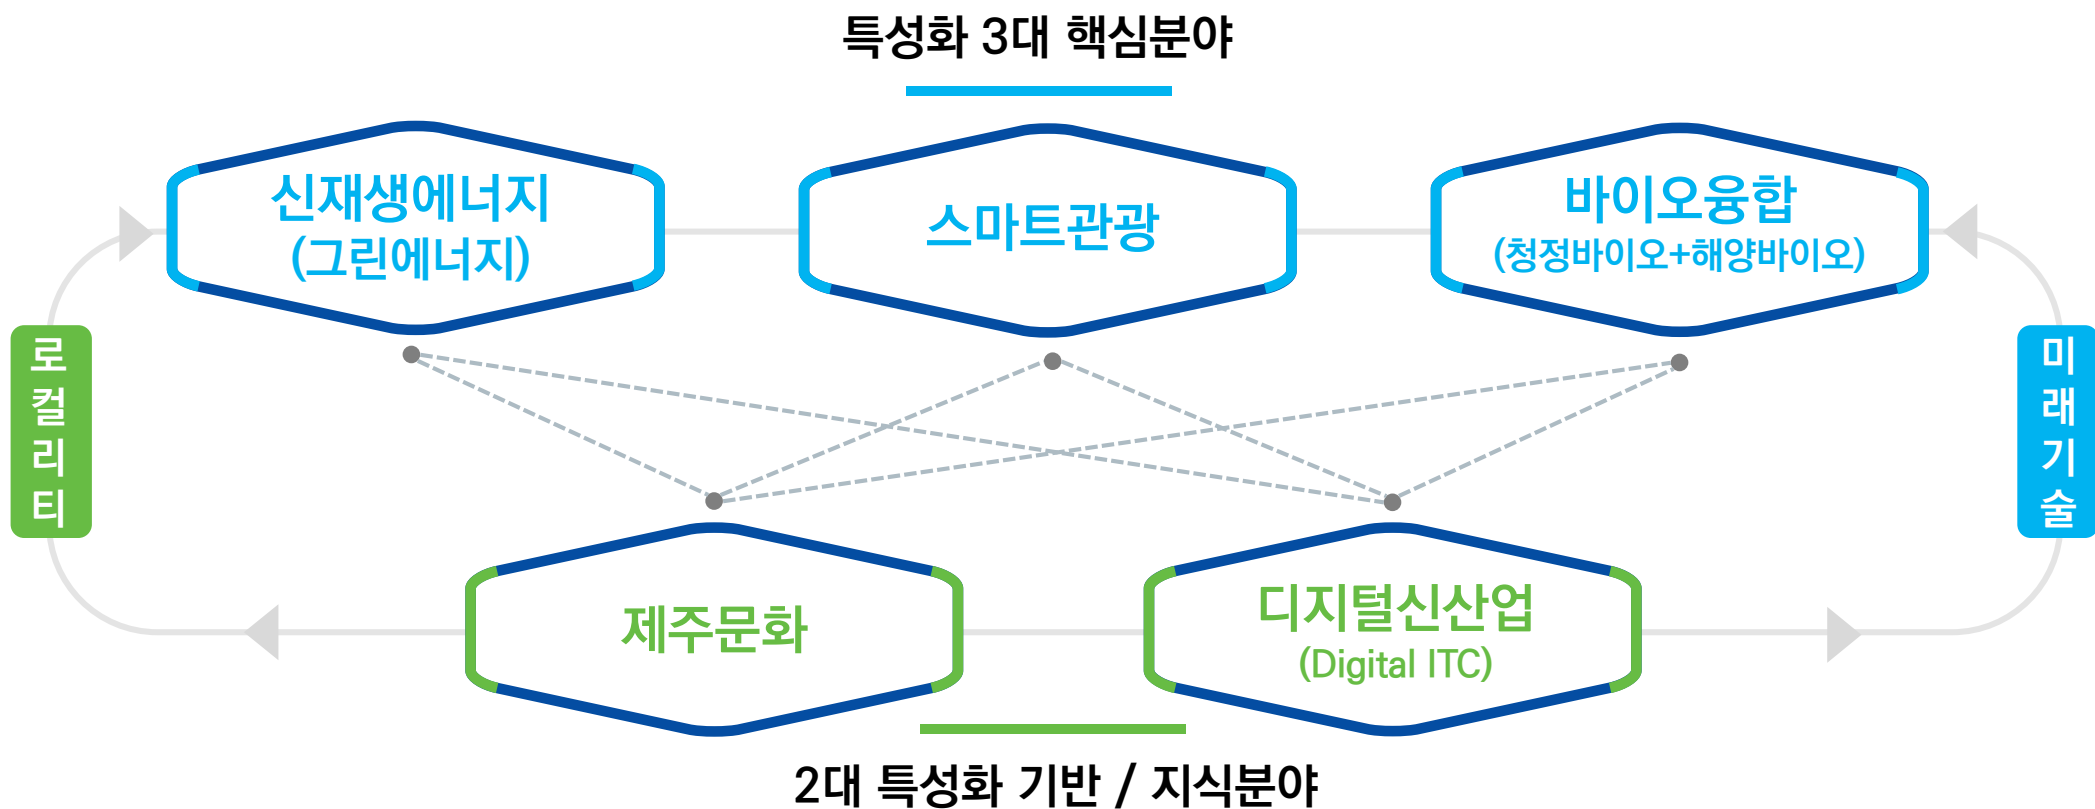 특성화 3대 핵심분야
신재생에너지
(그린에너지)
스마트관광
바이오융합
(청정바이오+해양바이오)
로컬리티
미래기술
제주문화
디지털신산업
(Digital ITC)
2대 특성화 기반 / 지식분야